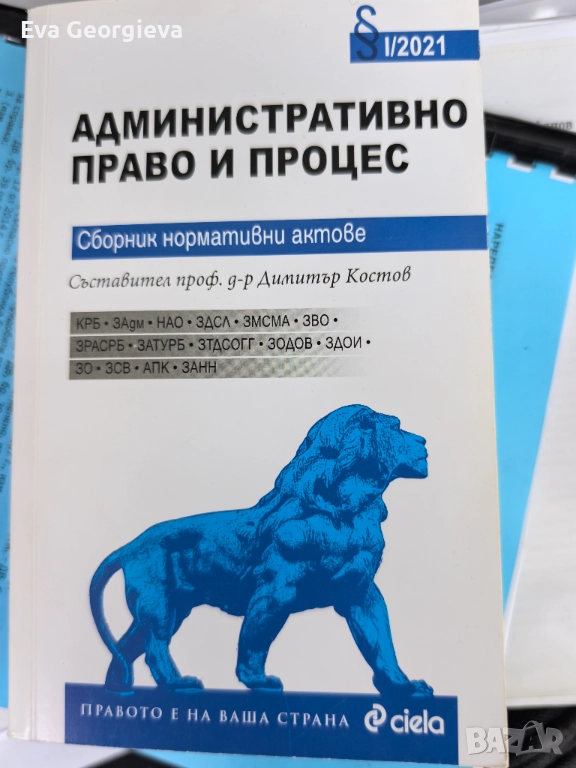 Eva Georgieva
§ I/2021
АДМИНИСТРАТИВНО
ПРАВО И ПРОЦЕС
Сборник нормативни актове
Съставител проф. д-р Димитър Костов
КРБ • ЗАдм • НАО • ЗДСЛ • ЗМСМА • ЗВО •
ЗРАСРБ • ЗАТУРБ • ЗТДСОГГ • ЗОДОВ • ЗДОИ •
ЗО • ЗСВ • АПК • ЗАНН
ПРАВОТО Е НА ВАША СТРАНА
ciela
BAZAR